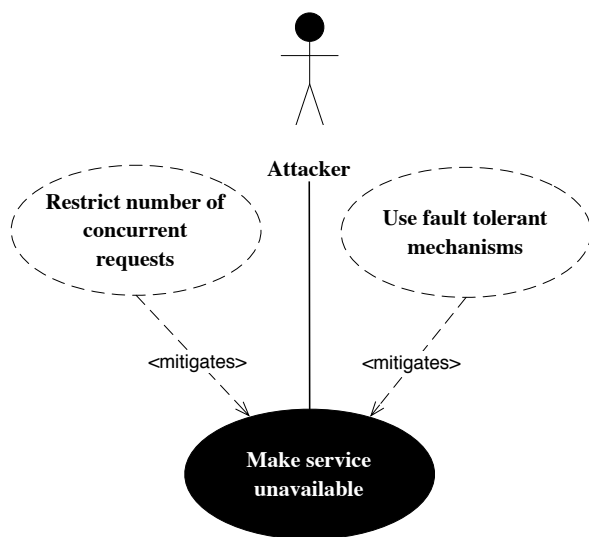 Attacker
Restrict number of
concurrent
requests
Use fault tolerant
mechanisms
<mitigates>
<mitigates>
Make service
unavailable